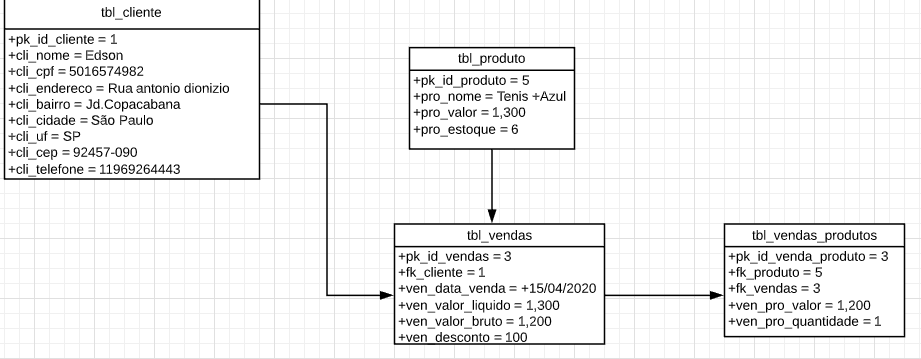 tbl_cliente
+pk_id_cliente = 1
+cli_nome = Edson
+cli_cpf = 5016574982
+cli_endereco = Rua antonio dionizio
+cli_bairro = Jd.Copacabana
+cli_cidade = São Paulo
+cli_uf = SP
+cli_cep = 92457-090
+cli_telefone = 11969264443
tbl_produto
+pk_id_produto = 5
+pro_nome = Tenis +Azul
+pro_valor = 1,300
+pro_estoque = 6
tbl_vendas
+pk_id_vendas = 3
+fk_cliente = 1
+ven_data_venda = +15/04/2020
+ven_valor_liquido = 1,300
+ven_valor_bruto = 1,200
+ven_desconto = 100
tbl_vendas_produtos
+pk_id_venda_produto = 3
+fk_produto = 5
+fk_vendas = 3
+ven_pro_valor = 1,200
+ven_pro_quantidade = 1